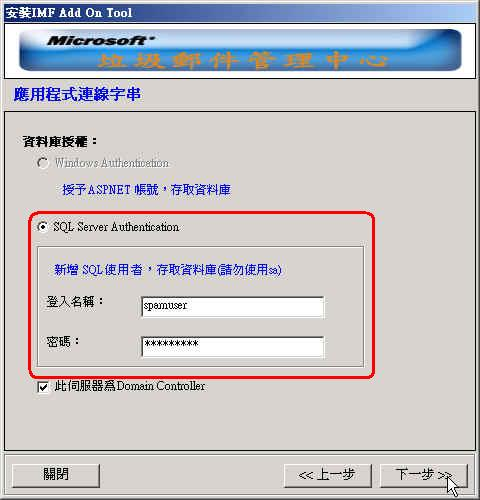 安裝IMF Add On Tool
Microsoft
垃圾郵件管理中心
應用程式連線字串
資料庫授權：
Windows Authentication
授予ASPNET 帳號，存取資料庫
SQL Server Authentication
新增 SQL使用者，存取資料庫(請勿使用sa)
登入名稱：
spamuser
密碼：
*********
此伺服器為Domain Controller
關閉
<< 上一步
下一步 >>